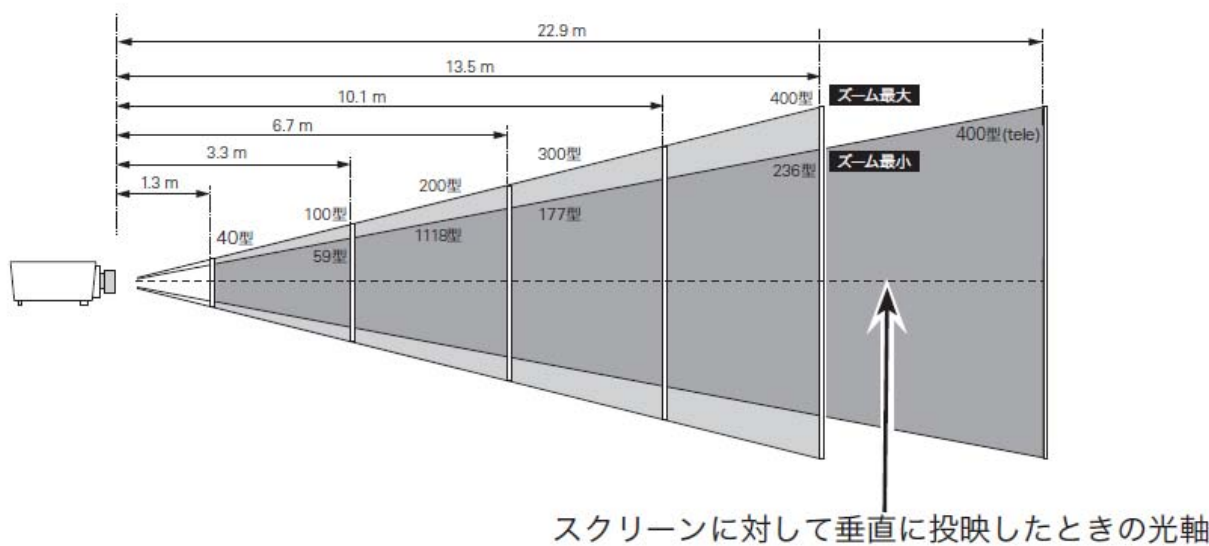 22.9 m
13.5 m
10.1 m
6.7 m
3.3 m
1.3 m
400型
ズーム最大
300型
200型
100型
40型
400型(tele)
ズーム最小
236型
177型
1118型
59型
スクリーンに対して垂直に投映したときの光軸